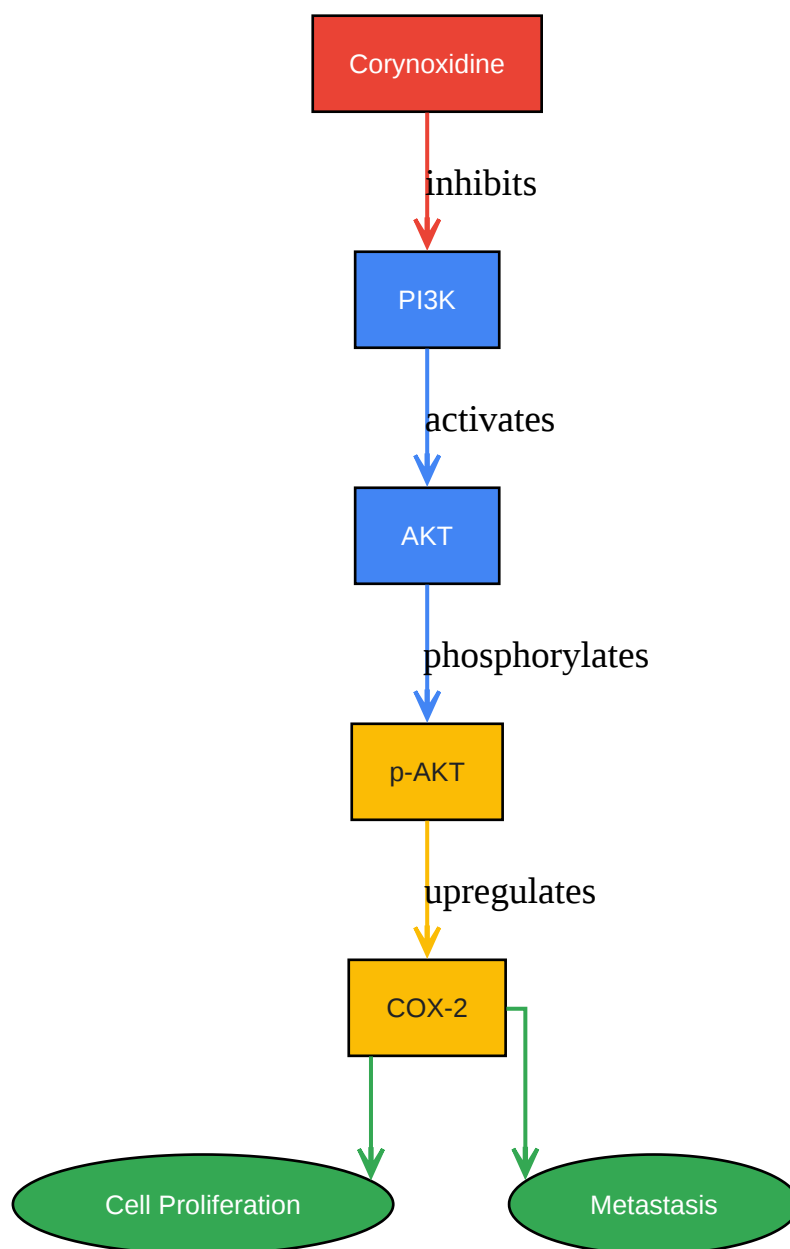 Corynoxidine
inhibits
PI3K
activates
AKT
phosphorylates
p-AKT
upregulates
COX-2
Cell Proliferation
Metastasis